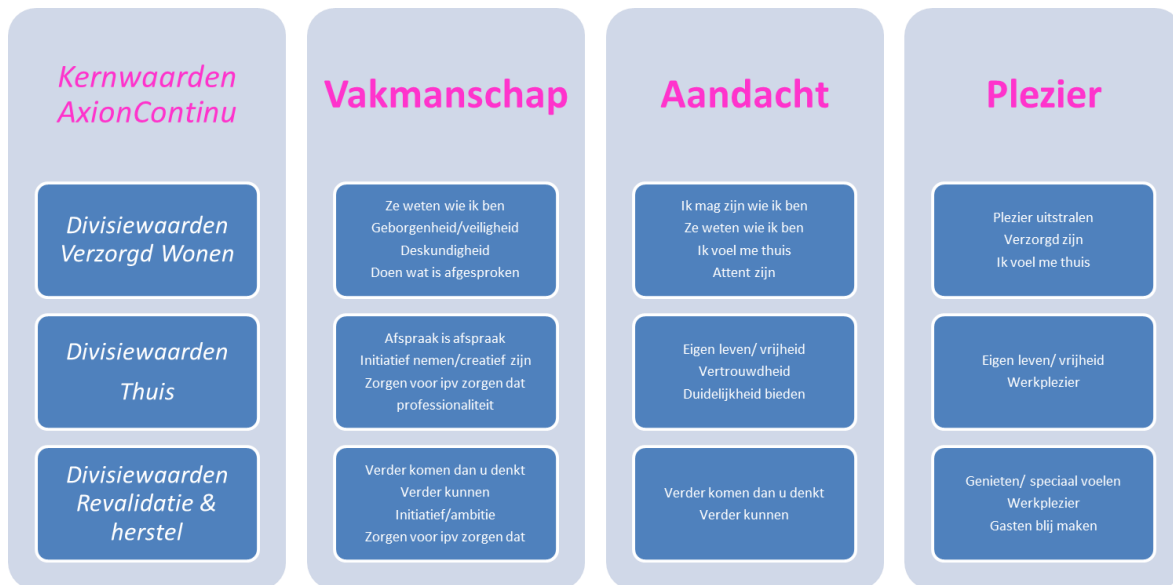 Kernwaarden
AxionContinu
Vakmanschap
Aandacht
Plezier
Divisiewaarden
Verzorgd Wonen
Ze weten wie ik ben
Geborgenheid/veiligheid
Deskundigheid
Doen wat is afgesproken
Ik mag zijn wie ik ben
Ze weten wie ik ben
Ik voel me thuis
Attent zijn
Plezier uitstralen
Verzorgd zijn
Ik voel me thuis
Divisiewaarden
Thuis
Afspraak is afspraak
Initiatief nemen/creatief zijn
Zorgen voor ipv zorgen dat
professionaliteit
Eigen leven/ vrijheid
Vertrouwdheid
Duidelijkheid bieden
Eigen leven/ vrijheid
Werkplezier
Divisiewaarden
Revalidatie &
herstel
Verder komen dan u denkt
Verder kunnen
Initiatief/ambitie
Zorgen voor ipv zorgen dat
Verder komen dan u denkt
Verder kunnen
Genieten/ speciaal voelen
Werkplezier
Gasten blij maken